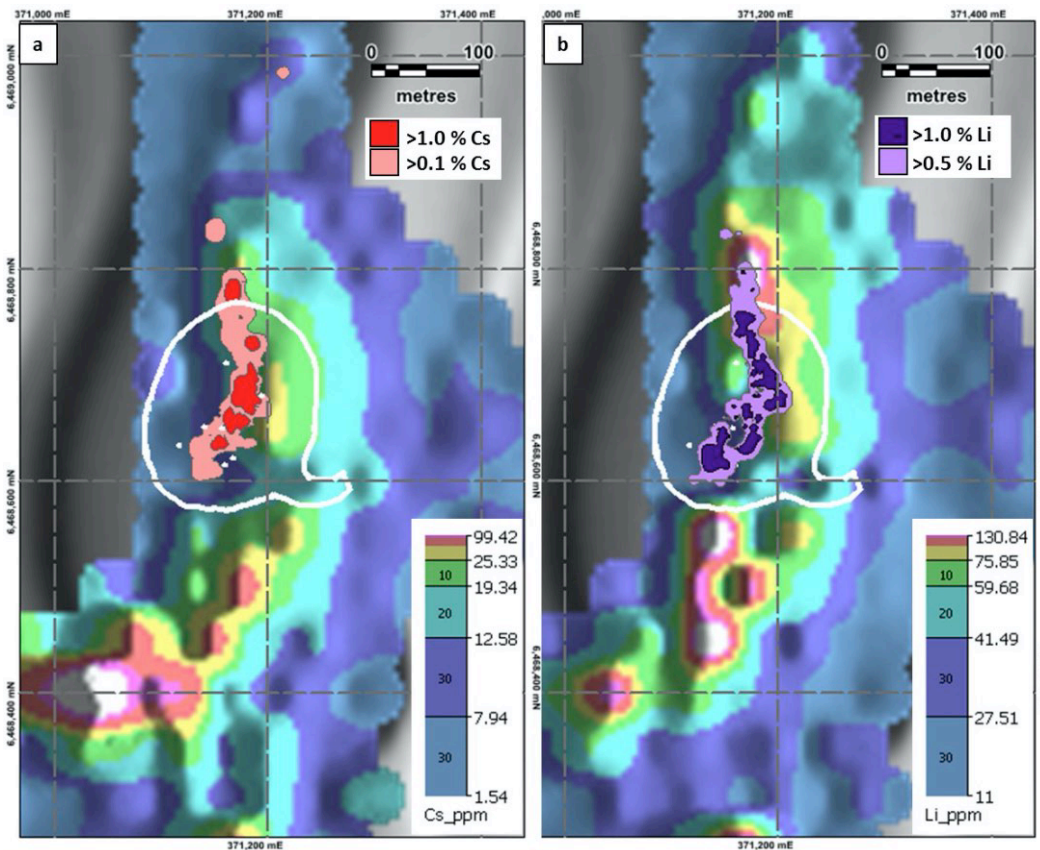 371,000 mE
371,200 mE
371,400 mE
a
6,469,000 mN
0
100
metres
>1.0 % Cs
>0.1 % Cs
6,468,800 mN
6,468,600 mN
6,468,400 mN
99.42
25.33
10
19.34
20
12.58
30
7.94
30
1.54
Cs_ppm
371,200 mE
,000 mE
371,200 mE
371,400 mE
b
0
100
metres
>1.0 % Li
>0.5 % Li
6,468,800 mN
6,468,600 mN
6,468,400 mN
130.84
75.85
10
59.68
20
41.49
30
27.51
30
11
Li_ppm
371,200 mE